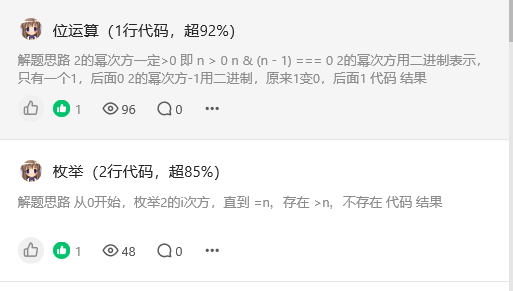 位运算（1行代码，超92%）
解题思路 2的幂次方一定>0 即 n > 0 n & (n - 1) === 0 2的幂次方用二进制表示，
只有一个1，后面0 2的幂次方-1用二进制，原来1变0，后面1 代码 结果
1 96 0
枚举（2行代码，超85%）
解题思路 从0开始，枚举2的i次方，直到 =n，存在 >n，不存在 代码 结果
1 48 0